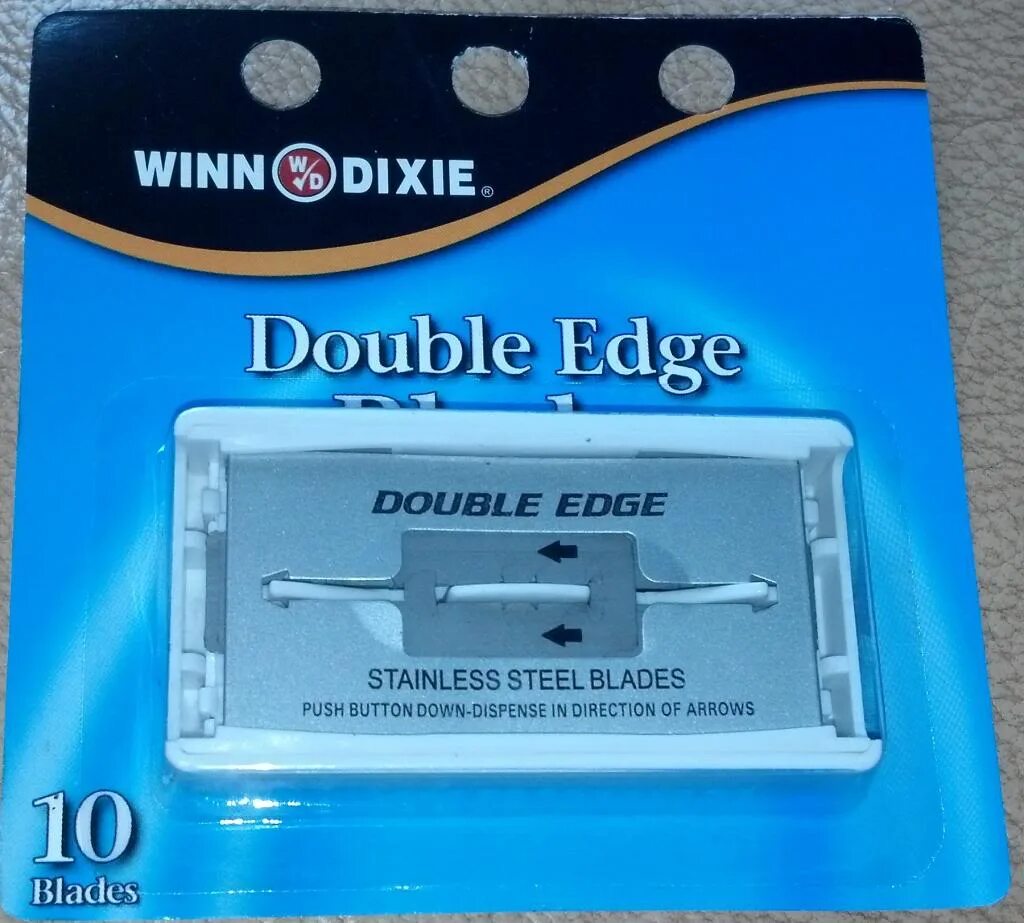 WINN W D DIXIE ®
Double Edge
DOUBLE EDGE
STAINLESS STEEL BLADES
PUSH BUTTON DOWN-DISPENSE IN DIRECTION OF ARROWS
10
Blades